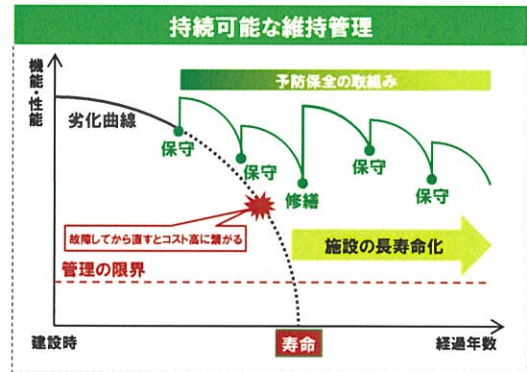 持続可能な維持管理
機能・性能
予防保全の取組み
劣化曲線
保守
保守
修繕
保守
保守
故障してから直すとコスト高に繋がる
施設の長寿命化
管理の限界
建設時
寿命
経過年数